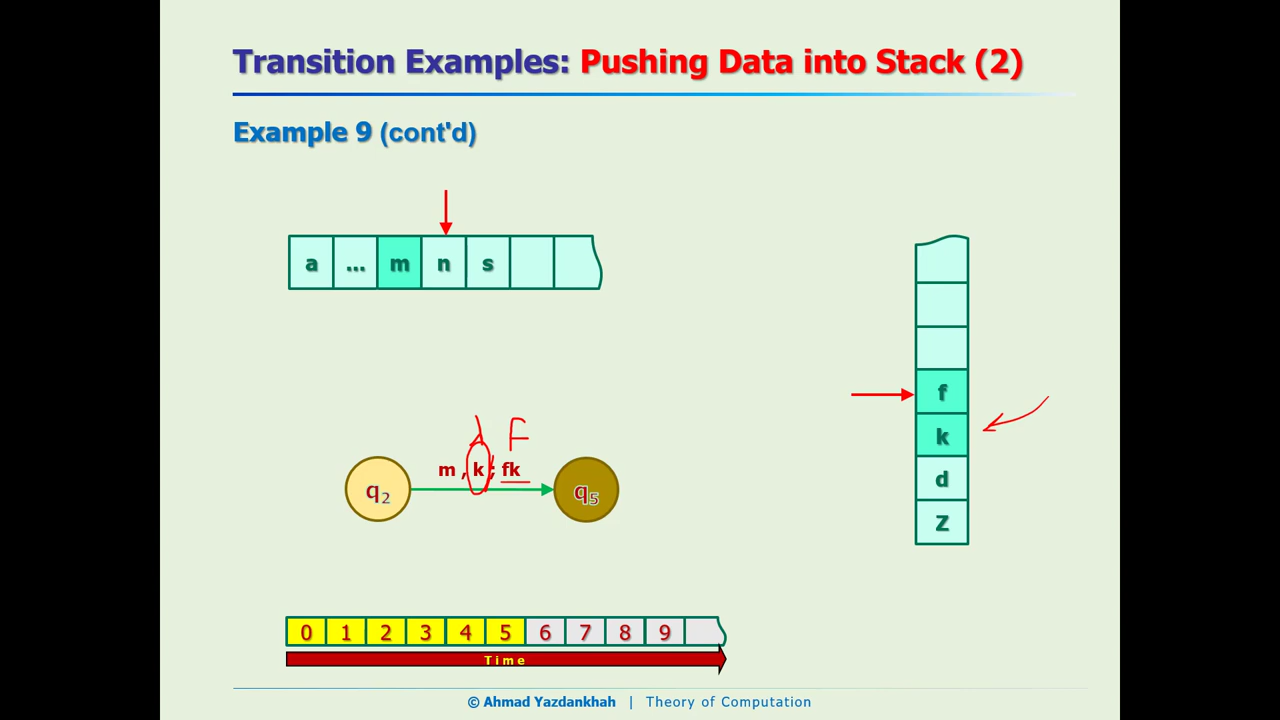 Transition Examples: Pushing Data into Stack (2)
Example 9 (cont'd)
a ... m n s
f
k
d
Z
λ F
m , k ; fk
q2 q5
0 1 2 3 4 5 6 7 8 9
Time
© Ahmad Yazdankhah | Theory of Computation